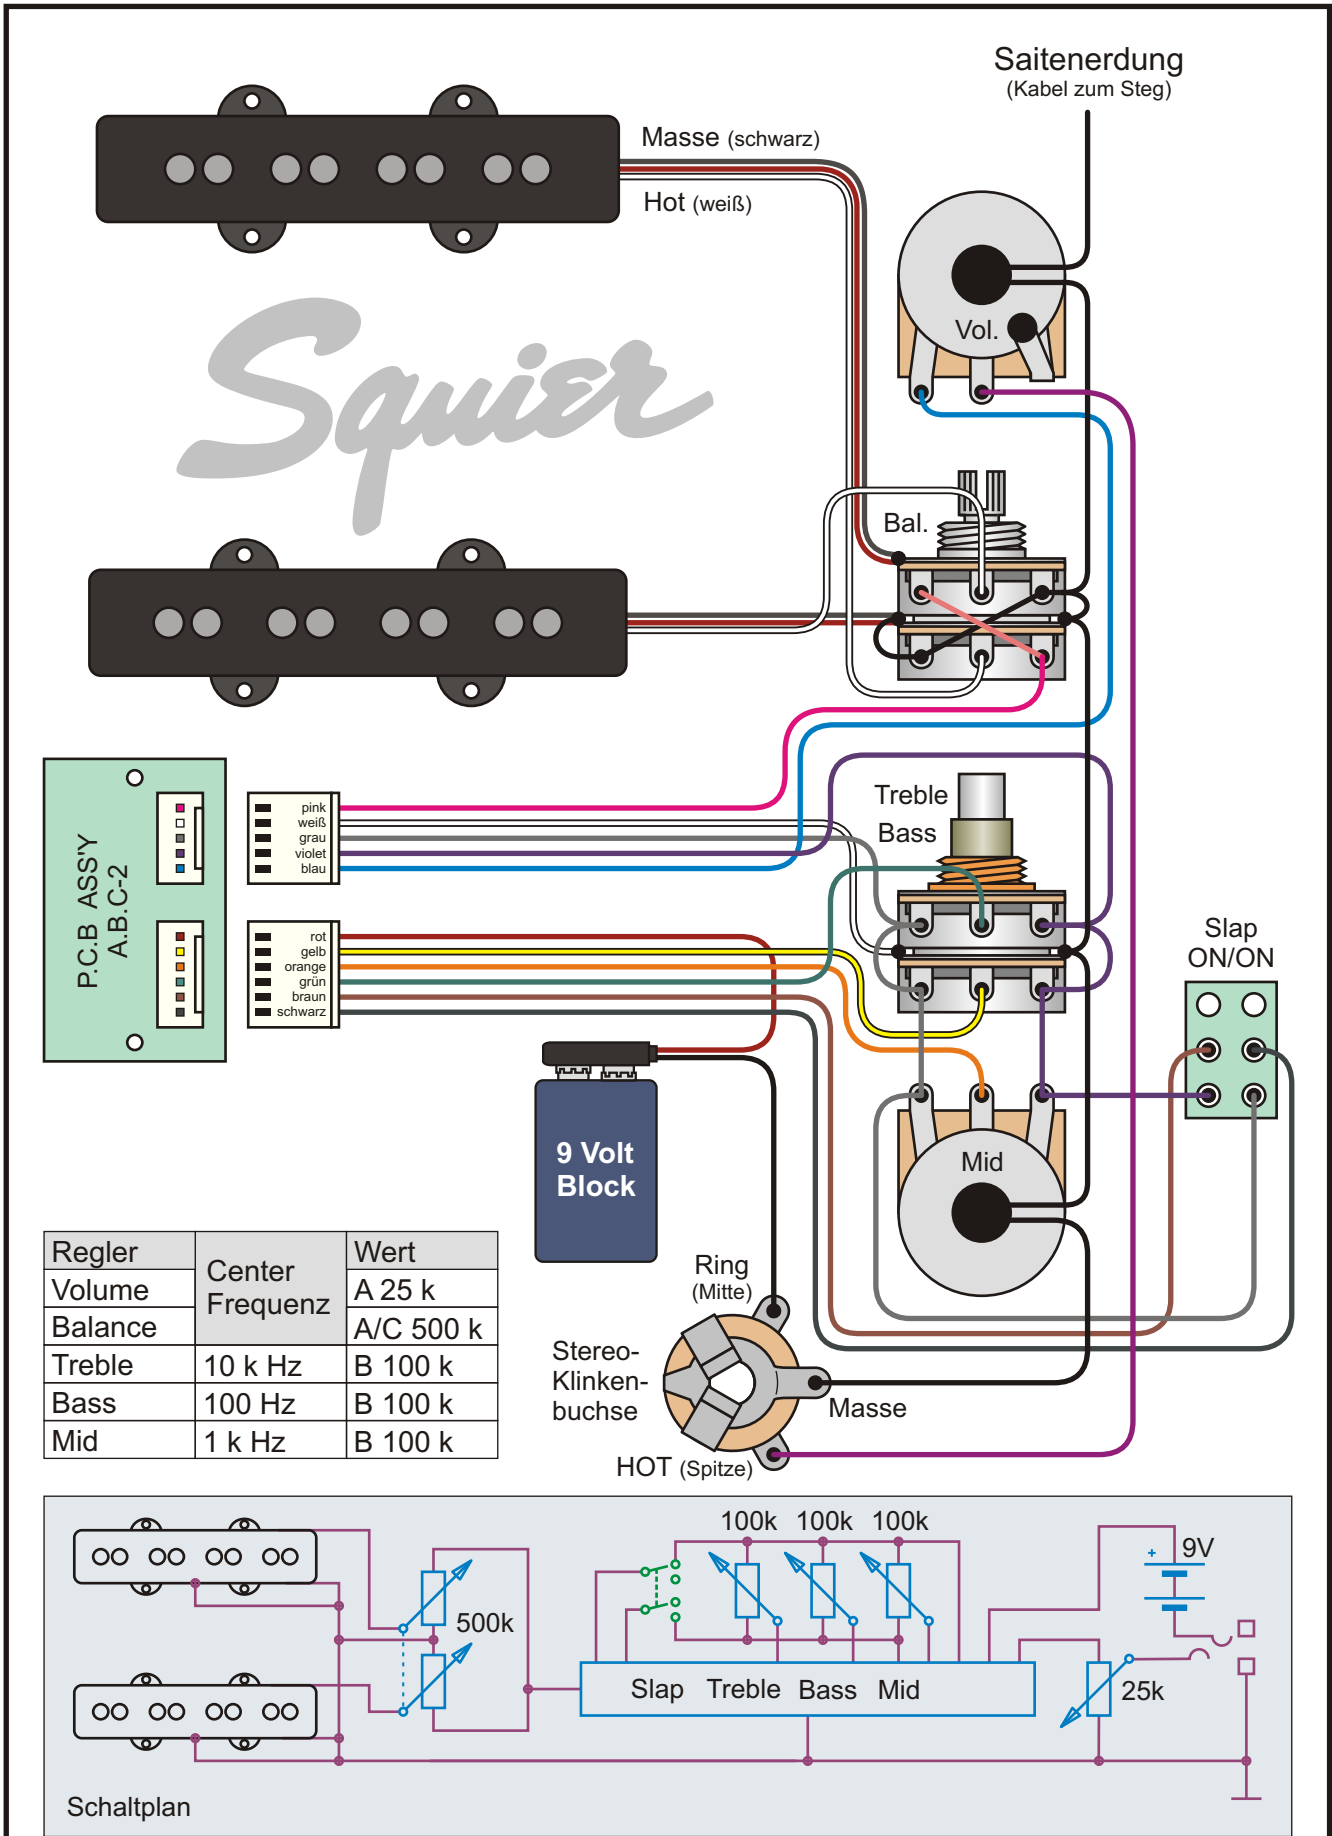 Saitenerdung
(Kabel zum Steg)
Masse (schwarz)
Hot (weiß)
Vol.
Squier
Bal.
Treble
Bass
P.C.B ASS'Y
A.B.C-2
pink
weiß
grau
violet
blau
rot
gelb
orange
grün
braun
schwarz
Slap
ON/ON
9 Volt
Block
Mid
Regler Center Frequenz Wert
Volume A 25 k
Balance A/C 500 k
Treble 10 k Hz B 100 k
Bass 100 Hz B 100 k
Mid 1 k Hz B 100 k
Ring
(Mitte)
Stereo-
Klinken-
buchse
Masse
HOT (Spitze)
100k 100k 100k
+ 9V
500k
Slap Treble Bass Mid
25k
Schaltplan